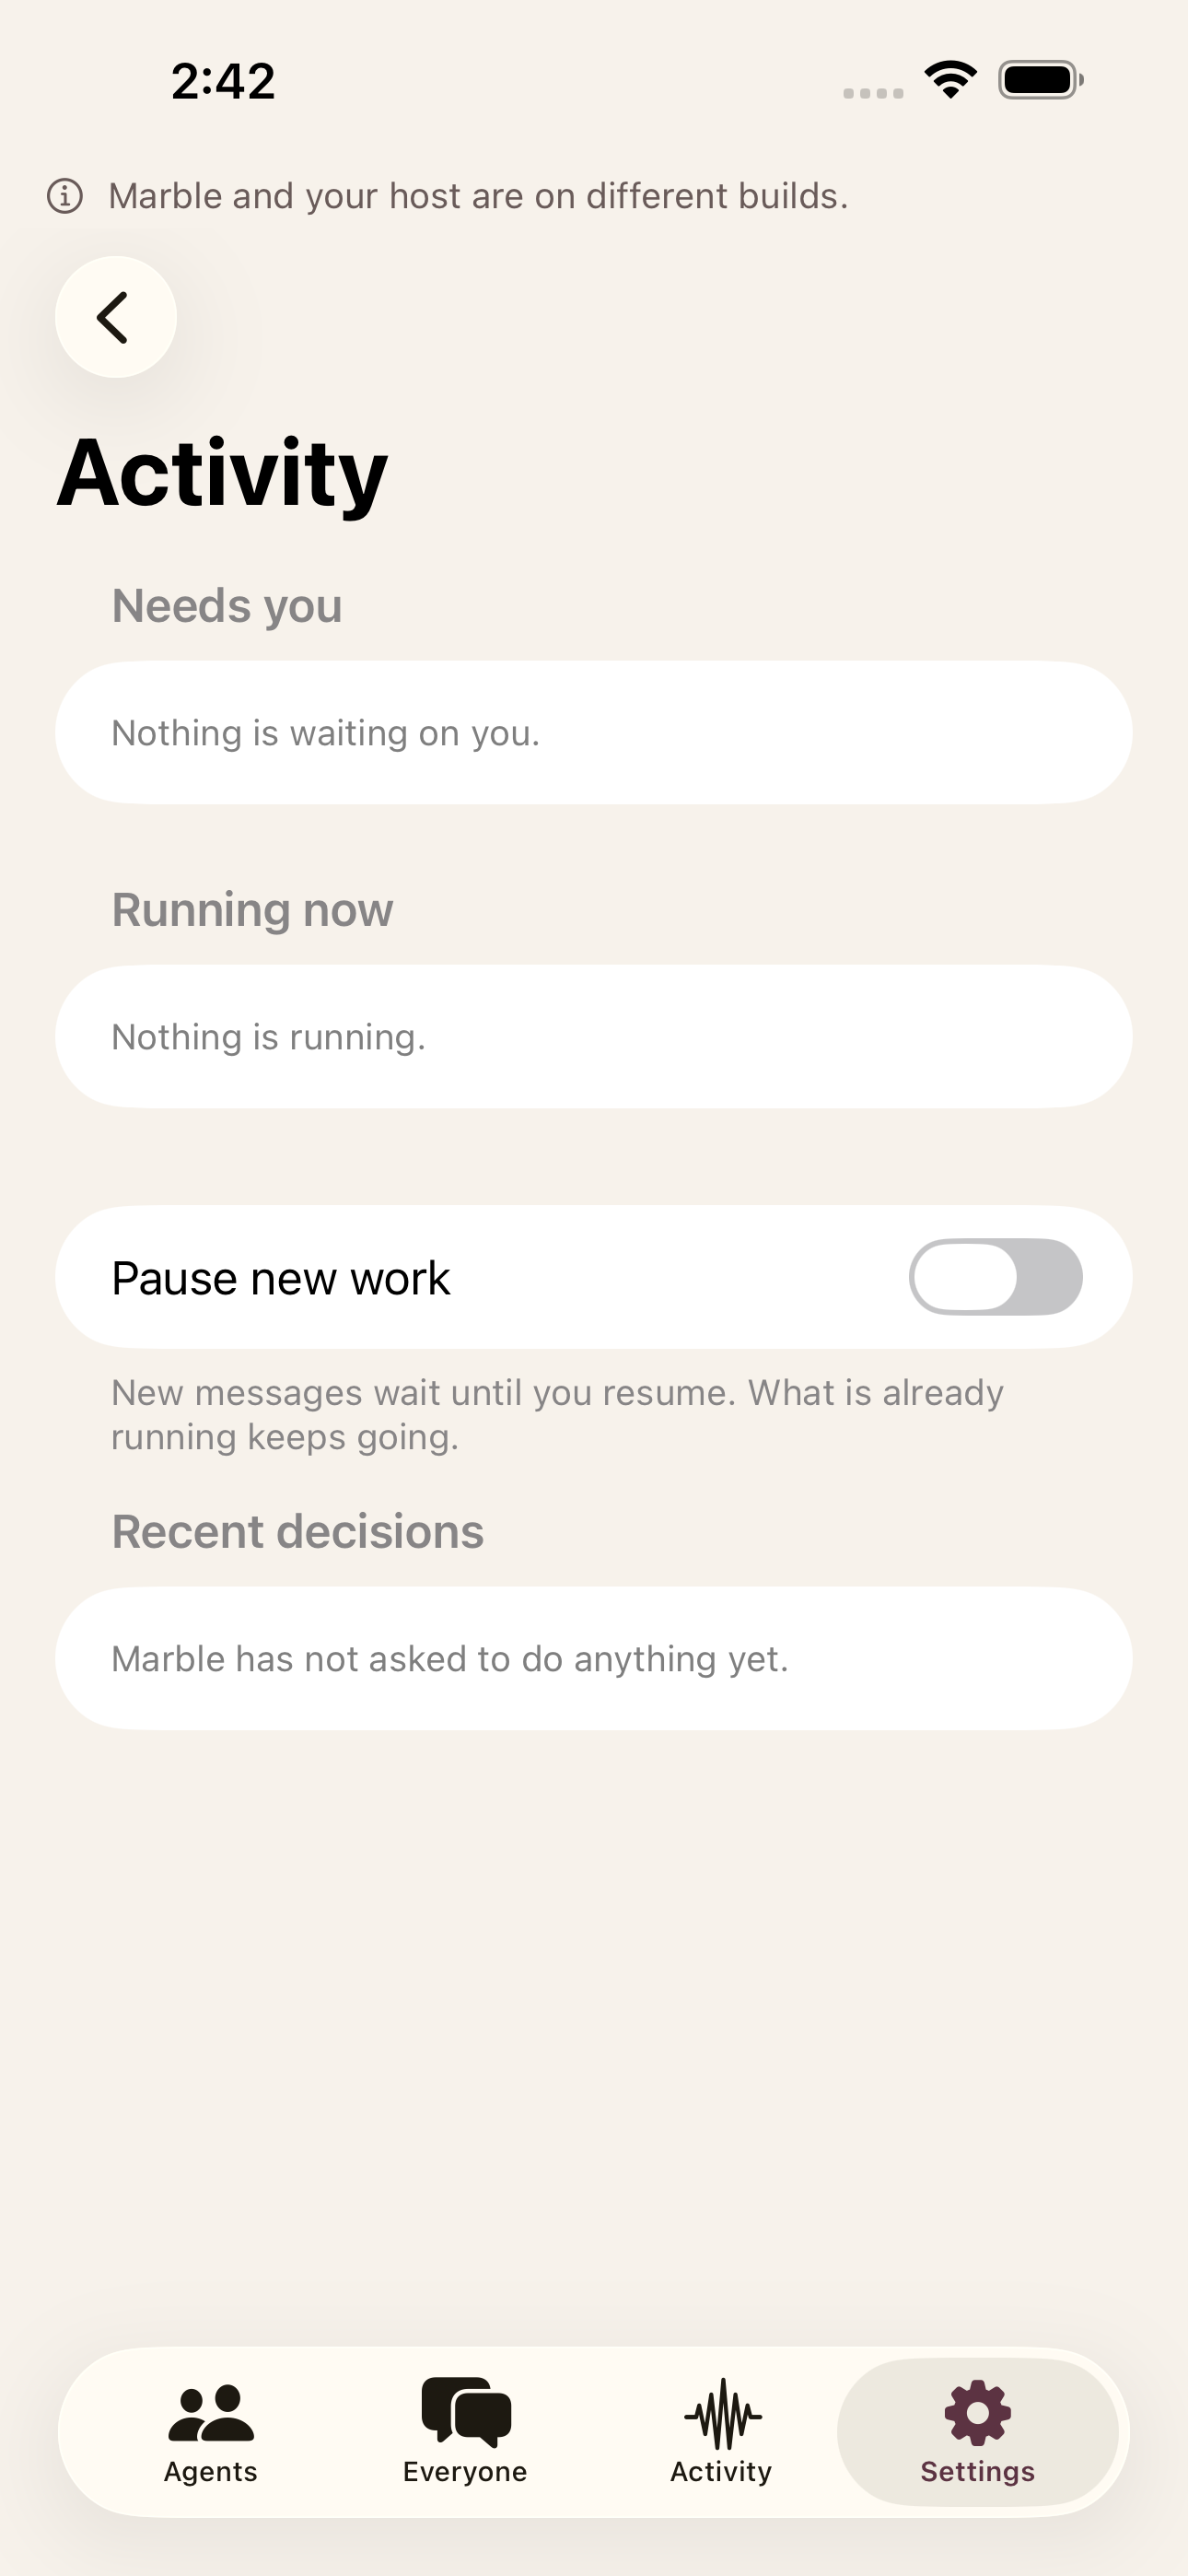 2:42
Marble and your host are on different builds.
Activity
Needs you
Nothing is waiting on you.
Running now
Nothing is running.
Pause new work
New messages wait until you resume. What is already
running keeps going.
Recent decisions
Marble has not asked to do anything yet.
Agents
Everyone
Activity
Settings